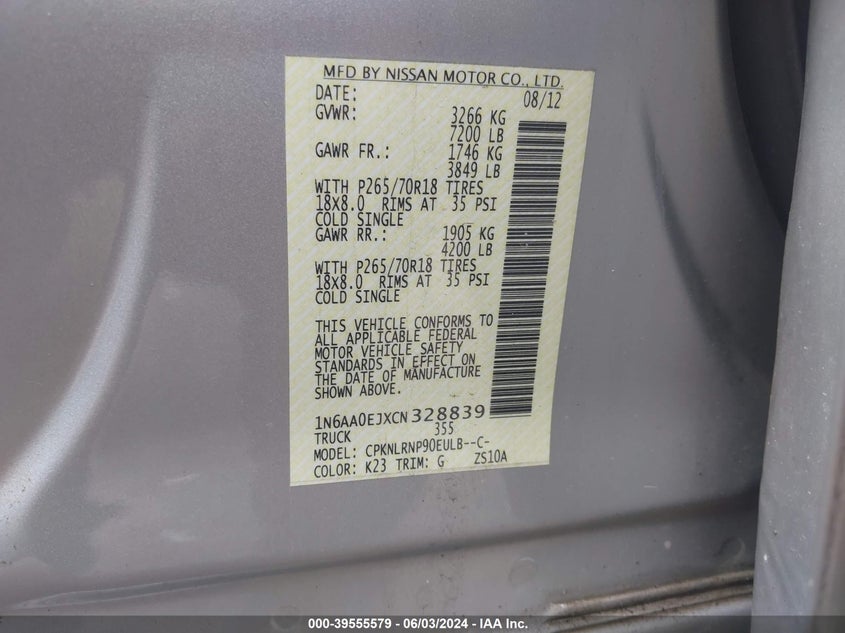 MFD BY NISSAN MOTOR CO., LTD.
DATE: 08/12
GVWR: 3266 KG
7200 LB
GAWR FR.: 1746 KG
3849 LB
WITH P265/70R18 TIRES
18X8.0 RIMS AT 35 PSI
COLD SINGLE
GAWR RR.: 1905 KG
4200 LB
WITH P265/70R18 TIRES
18X8.0 RIMS AT 35 PSI
COLD SINGLE
THIS VEHICLE CONFORMS TO
ALL APPLICABLE FEDERAL
MOTOR VEHICLE SAFETY
STANDARDS IN EFFECT ON
THE DATE OF MANUFACTURE
SHOWN ABOVE.
1N6AA0EJXCN328839
TRUCK 355
MODEL: CPKNLRNP90EULB--C-
COLOR: K23 TRIM: G ZS10A
000-39555579 - 06/03/2024 - IAA Inc.